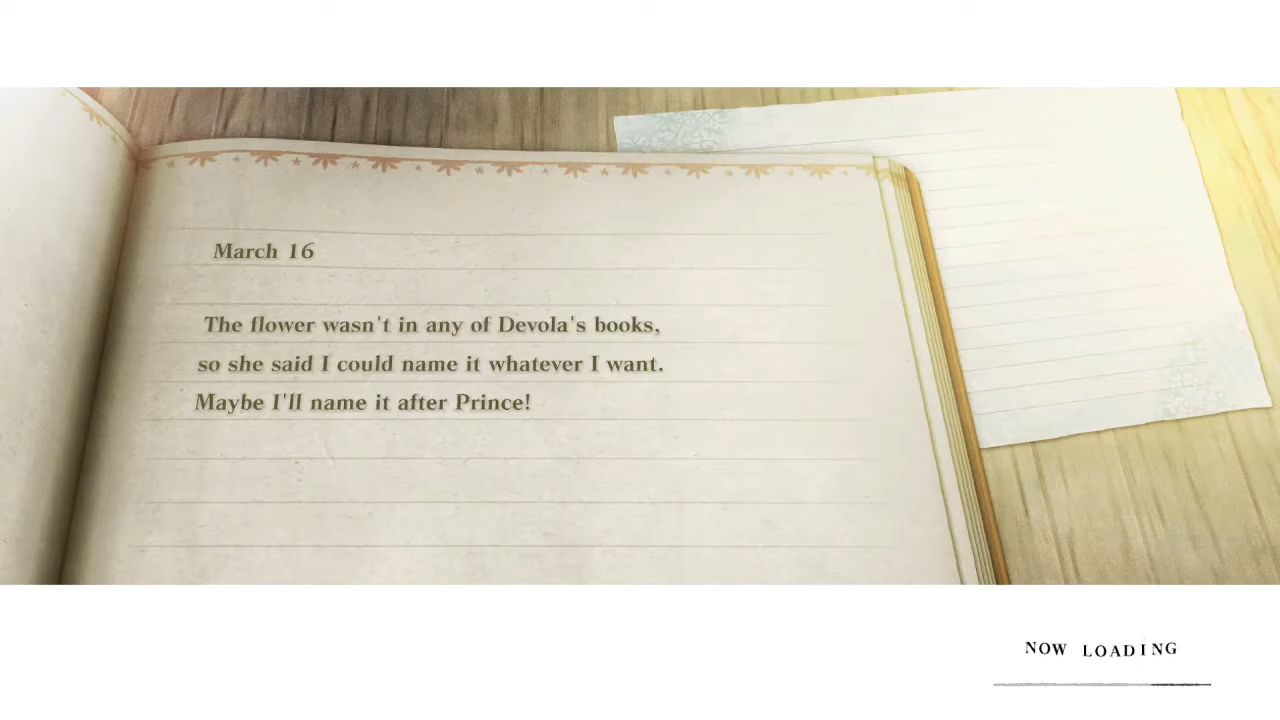 March 16
The flower wasn't in any of Devola's books,
so she said I could name it whatever I want.
Maybe I'll name it after Prince!
NOW LOADING